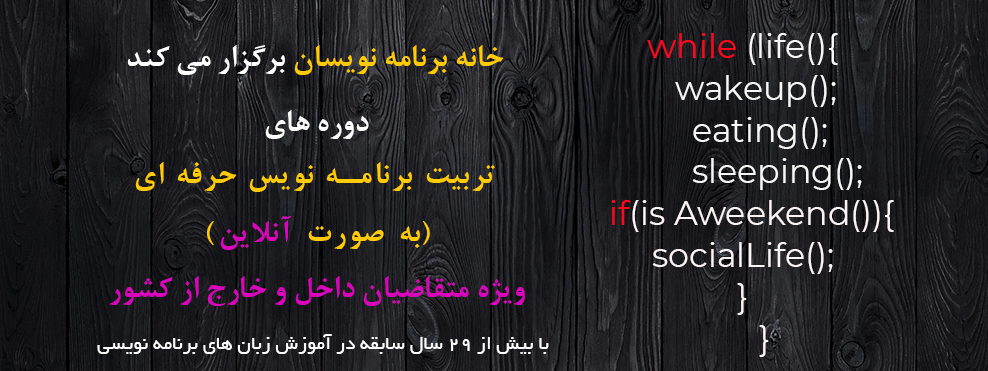 خانه برنامه نویسان برگزار می کند
دوره های
تربیت برنامـــه نویس حرفه ای
(به صورت آنلاین)
ویژه متقاضیان داخل و خارج از کشور
با بیش از ۲۹ سال سابقه در آموزش زبان های برنامه نویسی
while (life(){
wakeup();
eating();
sleeping();
if(is Aweekend()){
socialLife();
}
}